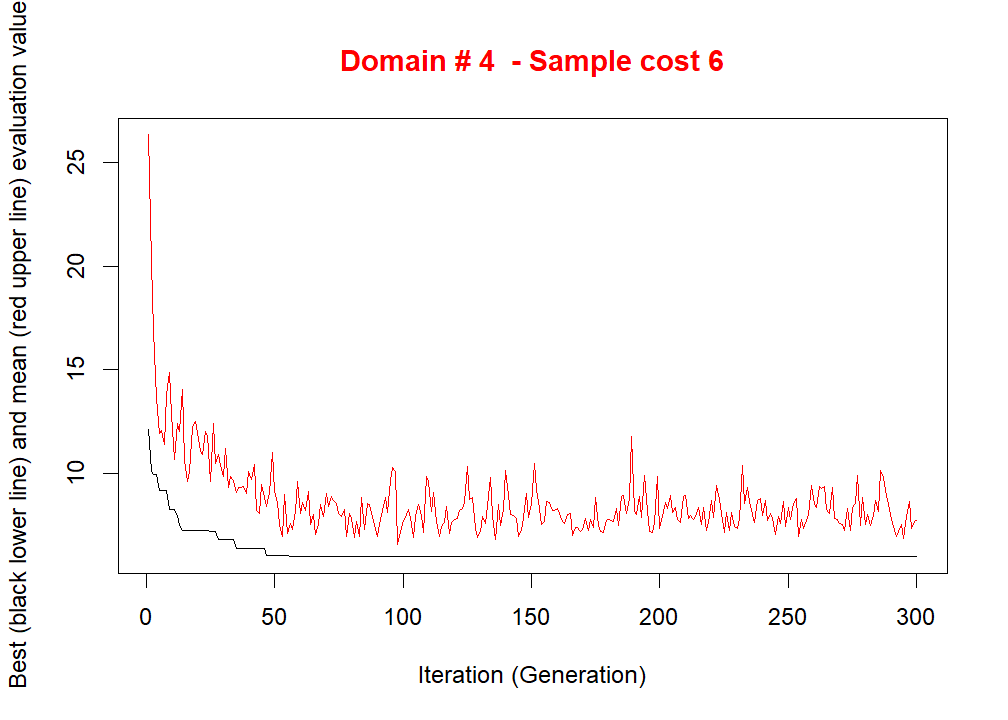 Domain # 4  - Sample cost 6
Best (black lower line) and mean (red upper line) evaluation value
25
20
15
10
0 50 100 150 200 250 300
Iteration (Generation)